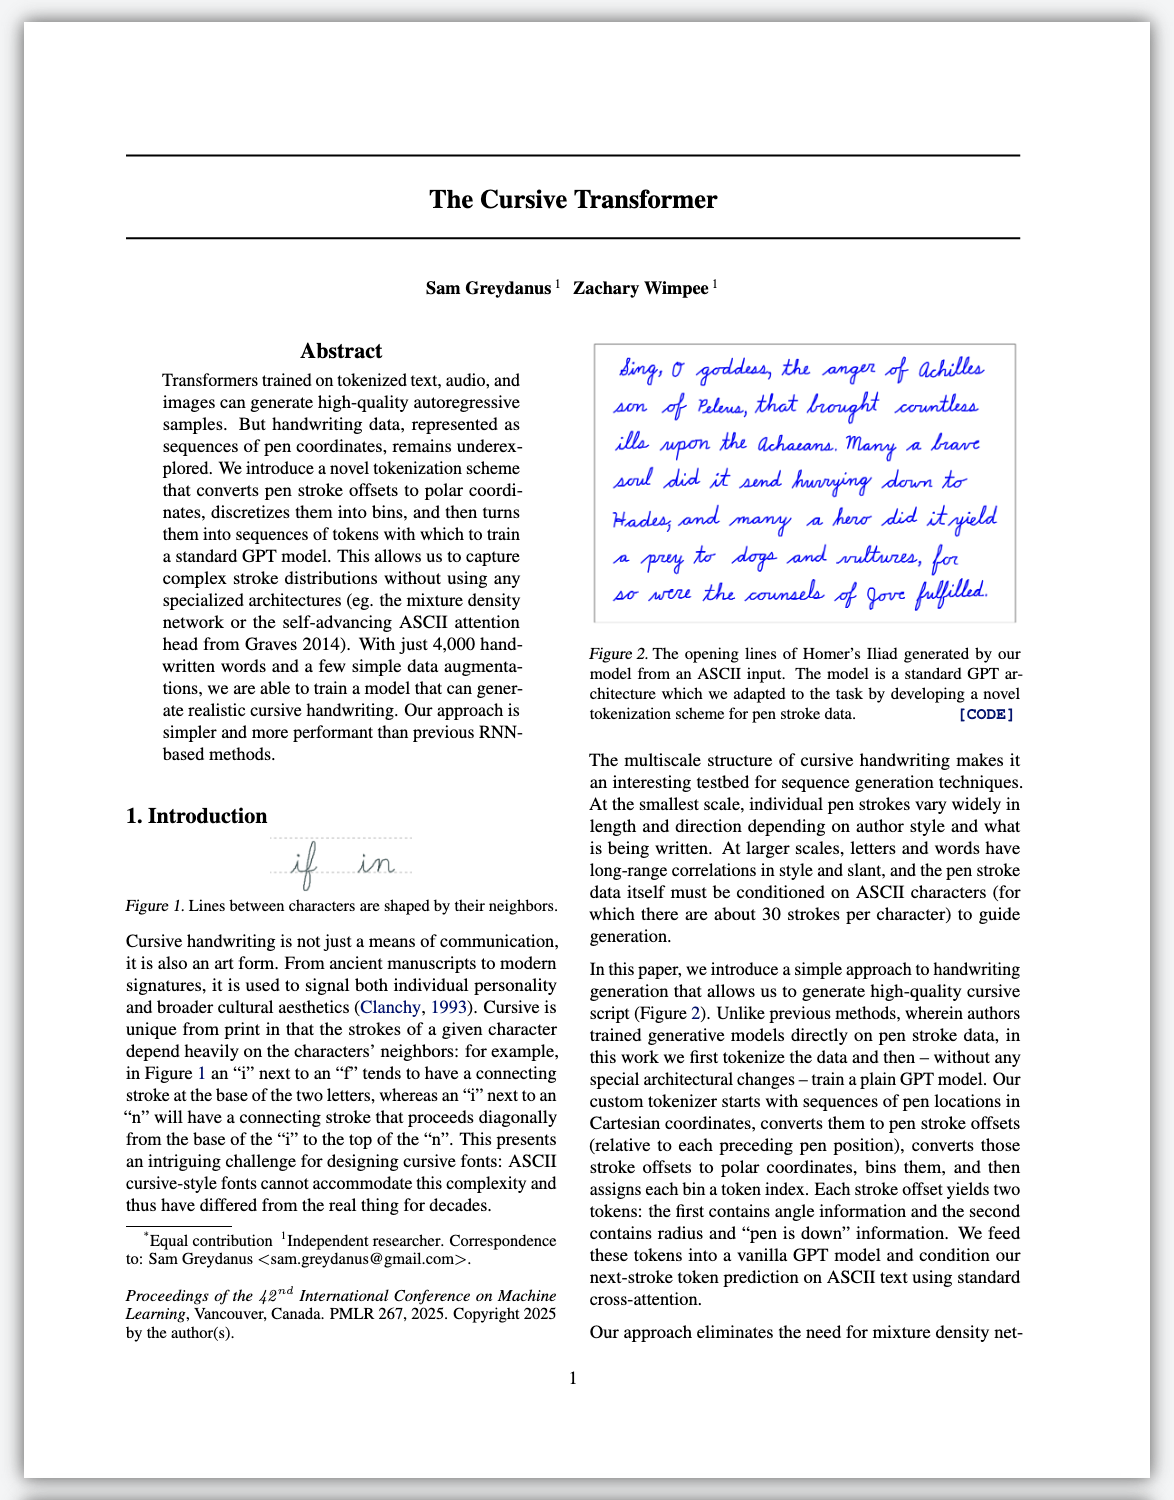 The Cursive Transformer
Sam Greydanus 1 Zachary Wimpee 1
Abstract
Transformers trained on tokenized text, audio, and
images can generate high-quality autoregressive
samples. But handwriting data, represented as
sequences of pen coordinates, remains underex-
plored. We introduce a novel tokenization scheme
that converts pen stroke offsets to polar coordi-
nates, discretizes them into bins, and then turns
them into sequences of tokens with which to train
a standard GPT model. This allows us to capture
complex stroke distributions without using any
specialized architectures (eg. the mixture density
network or the self-advancing ASCII attention
head from Graves 2014). With just 4,000 hand-
written words and a few simple data augmenta-
tions, we are able to train a model that can gener-
ate realistic cursive handwriting. Our approach is
simpler and more performant than previous RNN-
based methods.
1. Introduction
if in
Figure 1. Lines between characters are shaped by their neighbors.
Cursive handwriting is not just a means of communication,
it is also an art form. From ancient manuscripts to modern
signatures, it is used to signal both individual personality
and broader cultural aesthetics (Clanchy, 1993). Cursive is
unique from print in that the strokes of a given character
depend heavily on the characters' neighbors: for example,
in Figure 1 an “i” next to an “f” tends to have a connecting
stroke at the base of the two letters, whereas an “i” next to an
“n” will have a connecting stroke that proceeds diagonally
from the base of the “i” to the top of the “n”. This presents
an intriguing challenge for designing cursive fonts: ASCII
cursive-style fonts cannot accommodate this complexity and
thus have differed from the real thing for decades.
*Equal contribution 1Independent researcher. Correspondence
to: Sam Greydanus <sam.greydanus@gmail.com>.
Proceedings of the 42nd International Conference on Machine
Learning, Vancouver, Canada. PMLR 267, 2025. Copyright 2025
by the author(s).
Sing, O goddess, the anger of Achilles
son of Peleus, that brought countless
ills upon the Achaeans. Many a brave
soul did it send hurrying down to
Hades, and many a hero did it yield
a prey to dogs and vultures, for
so were the counsels of Jove fulfilled.
Figure 2. The opening lines of Homer's Iliad generated by our
model from an ASCII input. The model is a standard GPT ar-
chitecture which we adapted to the task by developing a novel
tokenization scheme for pen stroke data. [CODE]
The multiscale structure of cursive handwriting makes it
an interesting testbed for sequence generation techniques.
At the smallest scale, individual pen strokes vary widely in
length and direction depending on author style and what
is being written. At larger scales, letters and words have
long-range correlations in style and slant, and the pen stroke
data itself must be conditioned on ASCII characters (for
which there are about 30 strokes per character) to guide
generation.
In this paper, we introduce a simple approach to handwriting
generation that allows us to generate high-quality cursive
script (Figure 2). Unlike previous methods, wherein authors
trained generative models directly on pen stroke data, in
this work we first tokenize the data and then – without any
special architectural changes – train a plain GPT model. Our
custom tokenizer starts with sequences of pen locations in
Cartesian coordinates, converts them to pen stroke offsets
(relative to each preceding pen position), converts those
stroke offsets to polar coordinates, bins them, and then
assigns each bin a token index. Each stroke offset yields two
tokens: the first contains angle information and the second
contains radius and “pen is down” information. We feed
these tokens into a vanilla GPT model and condition our
next-stroke token prediction on ASCII text using standard
cross-attention.
Our approach eliminates the need for mixture density net-
1